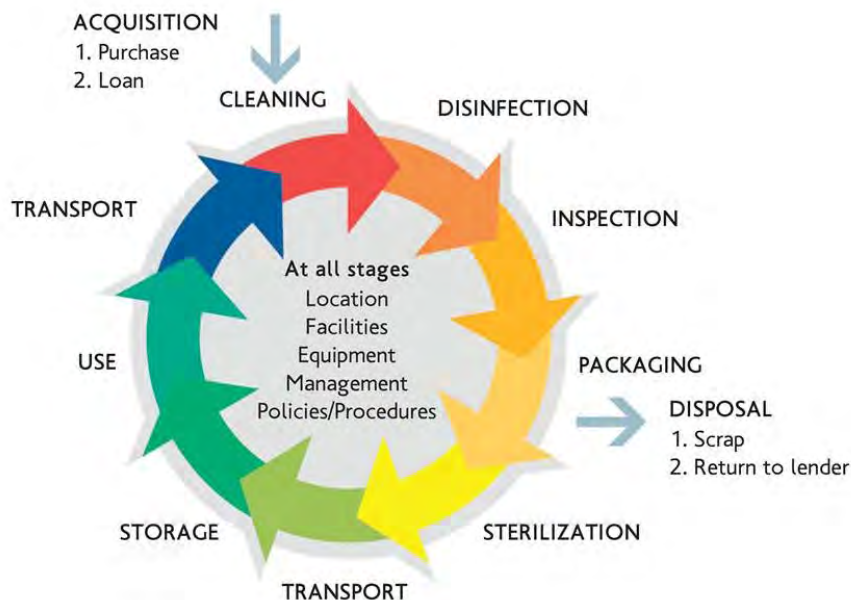 ACQUISITION
1. Purchase
2. Loan
CLEANING
DISINFECTION
INSPECTION
PACKAGING
DISPOSAL
1. Scrap
2. Return to lender
STERILIZATION
TRANSPORT
STORAGE
USE
TRANSPORT
At all stages
Location
Facilities
Equipment
Management
Policies/Procedures